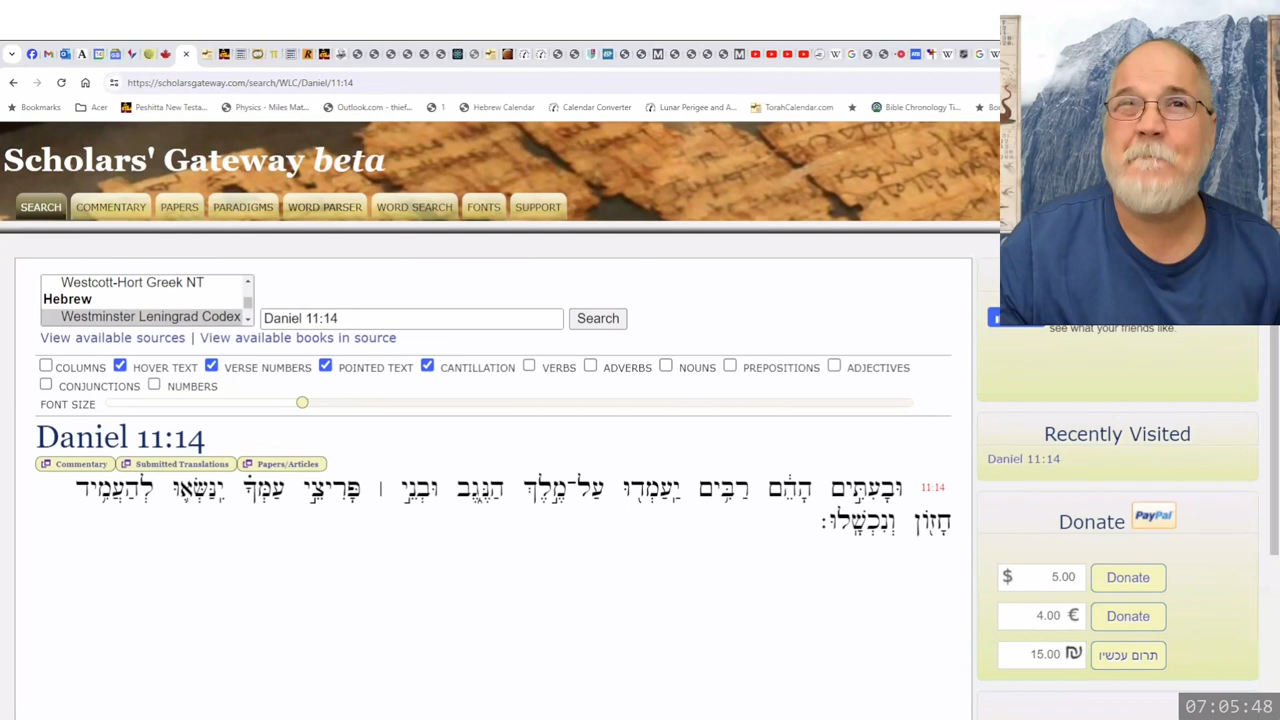 https://scholarsgateway.com/search/WLC/Daniel/11:14
Bookmarks
Acer
Peshitta New Testa...
Physics - Miles Mat...
Outlook.com - thief...
1
Hebrew Calendar
Calendar Converter
Lunar Perigee and A...
TorahCalendar.com
Bible Chronology Ti...
Scholars' Gateway beta
SEARCH
COMMENTARY
PAPERS
PARADIGMS
WORD PARSER
WORD SEARCH
FONTS
SUPPORT
Westcott-Hort Greek NT
Hebrew
Westminster Leningrad Codex
Daniel 11:14
Search
View available sources | View available books in source
COLUMNS
HOVER TEXT
VERSE NUMBERS
POINTED TEXT
CANTILLATION
VERBS
ADVERBS
NOUNS
PREPOSITIONS
ADJECTIVES
CONJUNCTIONS
NUMBERS
FONT SIZE
Daniel 11:14
Commentary
Submitted Translations
Papers/Articles
11:14 וּבָעִתִּ֣ים הָהֵ֔ם רַבִּ֥ים יַֽעַמְד֖וּ עַל־מֶ֣לֶךְ הַנֶּ֑גֶב וּבְנֵ֣י ׀ פָּרִיצֵ֣י עַמְּךָ֗ יִֽנַּשְּׂא֛וּ לְהַעֲמִ֥יד
חָז֖וֹן וְנִכְשָֽׁלוּ׃
see what your friends like.
Recently Visited
Daniel 11:14
Donate PayPal
$ 5.00 Donate
4.00 € Donate
15.00 ₪ תרום עכשיו
07:05:48